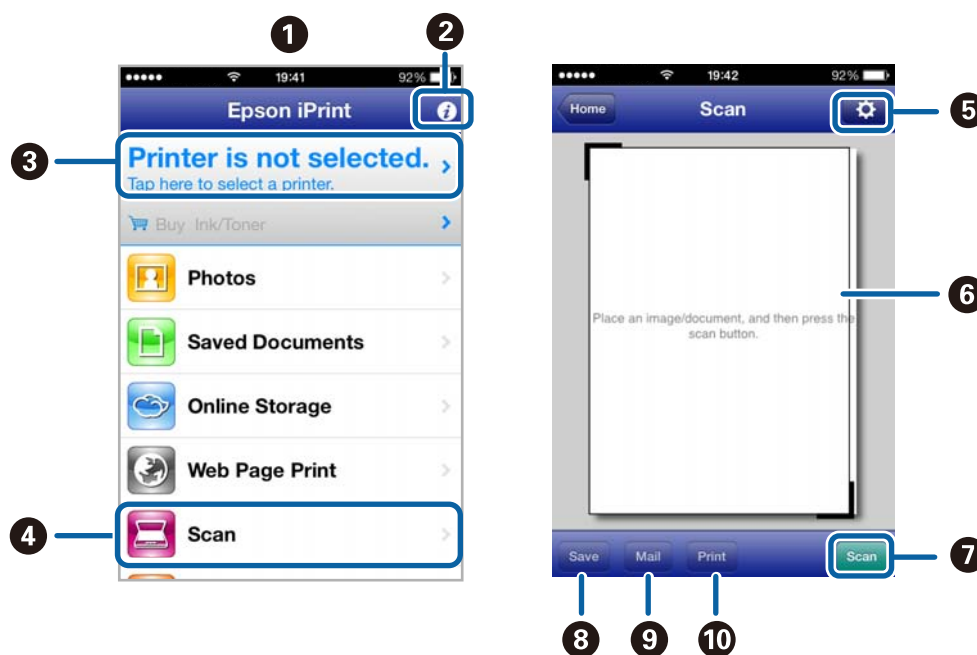 1
2
19:41
92%
Epson iPrint
3
Printer is not selected.
Tap here to select a printer.
Buy Ink/Toner
Photos
Saved Documents
Online Storage
Web Page Print
4
Scan
19:42
92%
Home
Scan
5
6
Place an image/document, and then press the
scan button.
Save
Mail
Print
Scan
7
8
9
10